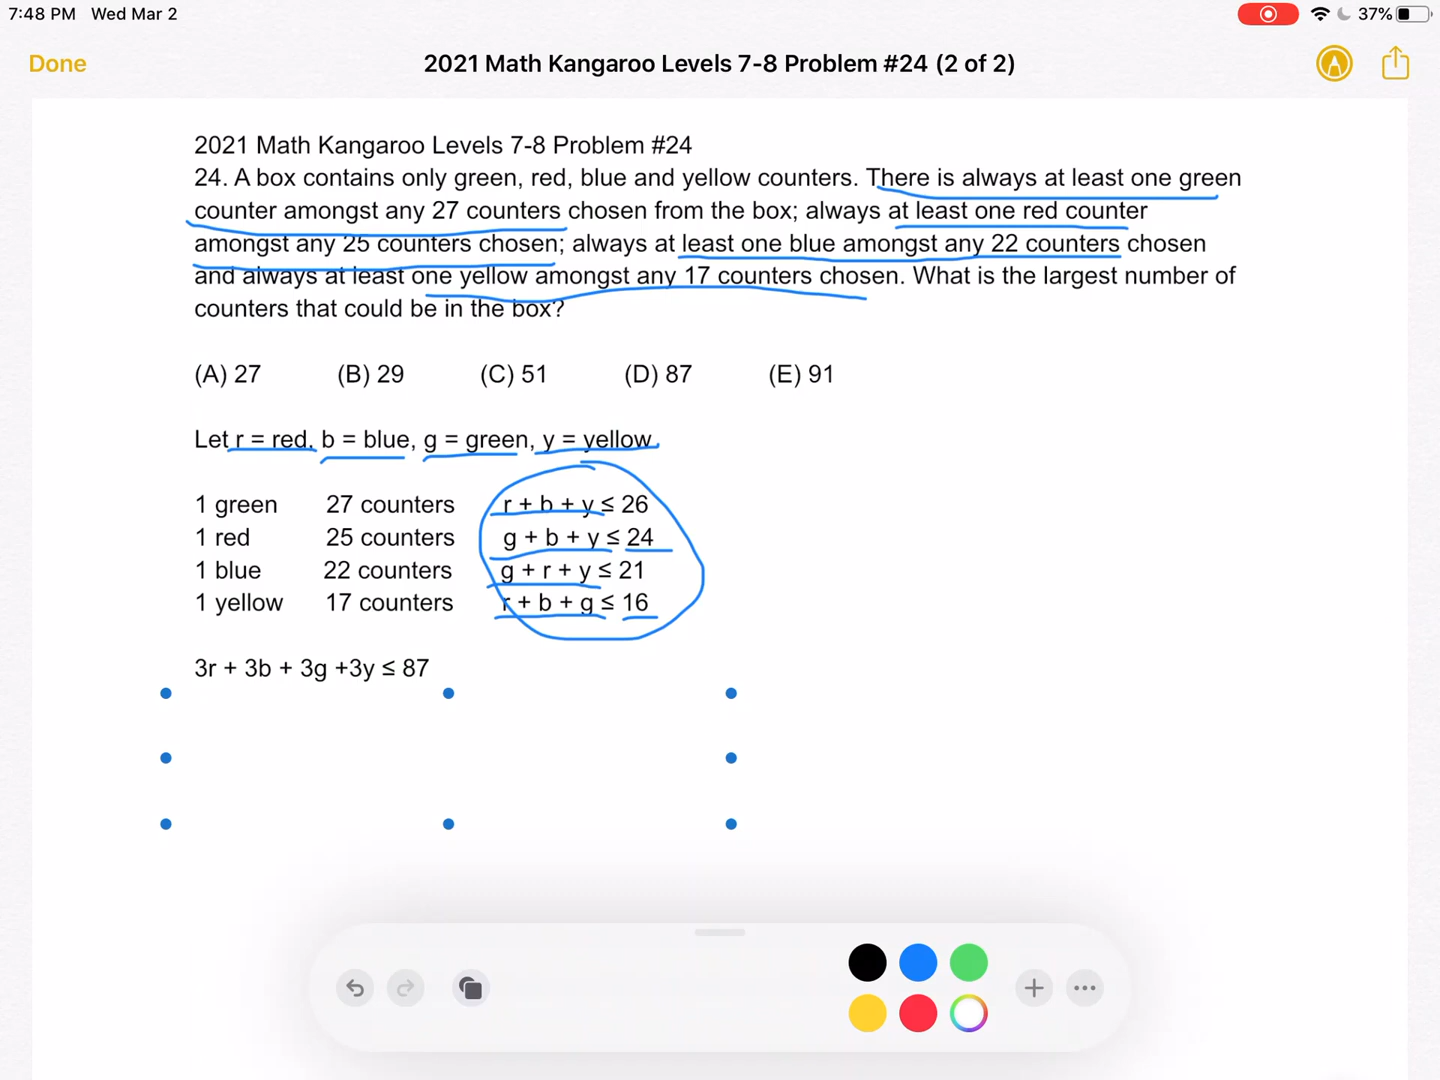 7:48 PM Wed Mar 2
37%
Done
2021 Math Kangaroo Levels 7-8 Problem #24 (2 of 2)
2021 Math Kangaroo Levels 7-8 Problem #24
24. A box contains only green, red, blue and yellow counters. There is always at least one green
counter amongst any 27 counters chosen from the box; always at least one red counter
amongst any 25 counters chosen; always at least one blue amongst any 22 counters chosen
and always at least one yellow amongst any 17 counters chosen. What is the largest number of
counters that could be in the box?
(A) 27 (B) 29 (C) 51 (D) 87 (E) 91
Let r = red, b = blue, g = green, y = yellow
1 green 27 counters r + b + y ≤ 26
1 red 25 counters g + b + y ≤ 24
1 blue 22 counters g + r + y ≤ 21
1 yellow 17 counters r + b + g ≤ 16
3r + 3b + 3g +3y ≤ 87